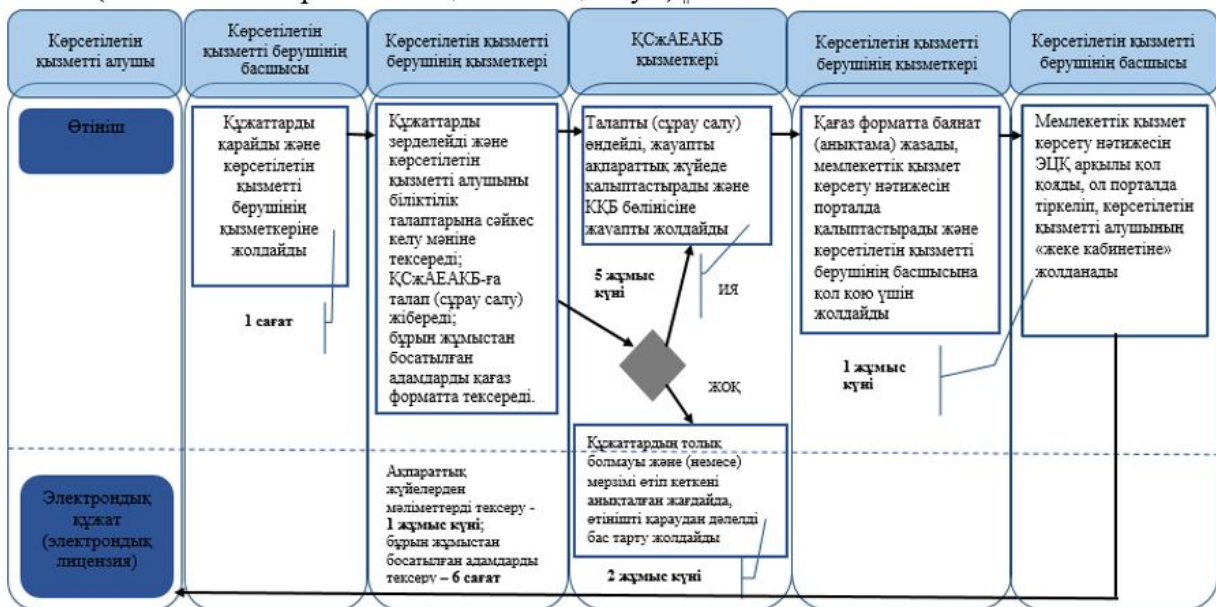 Көрсетілетін
қызметті алушы
Көрсетілетін
қызметті берушінің
басшысы
Көрсетілетін қызметті
берушінің қызметкері
ҚСжАЕАКБ
қызметкері
Көрсетілетін қызметті
берушінің қызметкері
Көрсетілетін қызметті
берушінің басшысы
Өтініш
Құжаттарды
қарайды және
көрсетілетін
қызметті
берушінің
қызметкеріне
жолдайды
1 сағат
Құжаттарды
зерделейді және
көрсетілетін
қызметті алушыны
біліктілік
талаптарына сәйкес
келу мәніне
тексереді;
ҚСжАЕАКБ-ға
талап (сұрау салу)
жібереді;
бұрын жұмыстан
босатылған
адамдарды қағаз
форматта тексереді.
Талапты (сұрау салу)
өңдейді, жауапты
ақпараттық жүйеде
қалыптастырады және
КҚБ бөлінісіне
жауапты жолдайды
5 жұмыс
күні
ИЯ
ЖОҚ
Қағаз форматта баянат
(анықтама) жазады,
мемлекеттік қызмет
көрсету нәтижесін
порталда
қалыптастырады және
көрсетілетін қызметті
берушінің басшысына
қол қою үшін
жолдайды
1 жұмыс
күні
Мемлекеттік қызмет
көрсету нәтижесін
ЭЦҚ арқылы қол
қояды, ол порталда
тіркеліп, көрсетілетін
қызметті алушының
«жеке кабинетіне»
жолданады
Электрондық
құжат
(электрондық
лицензия)
Ақпараттық
жүйелерден
мәліметтерді тексеру -
1 жұмыс күні;
бұрын жұмыстан
босатылған адамдарды
тексеру – 6 сағат
Құжаттардың толық
болмауы және (немесе)
мерзімі өтіп кеткені
анықталған жағдайда,
өтінішті қараудан дәлелді
бас тарту жолдайды
2 жұмыс күні